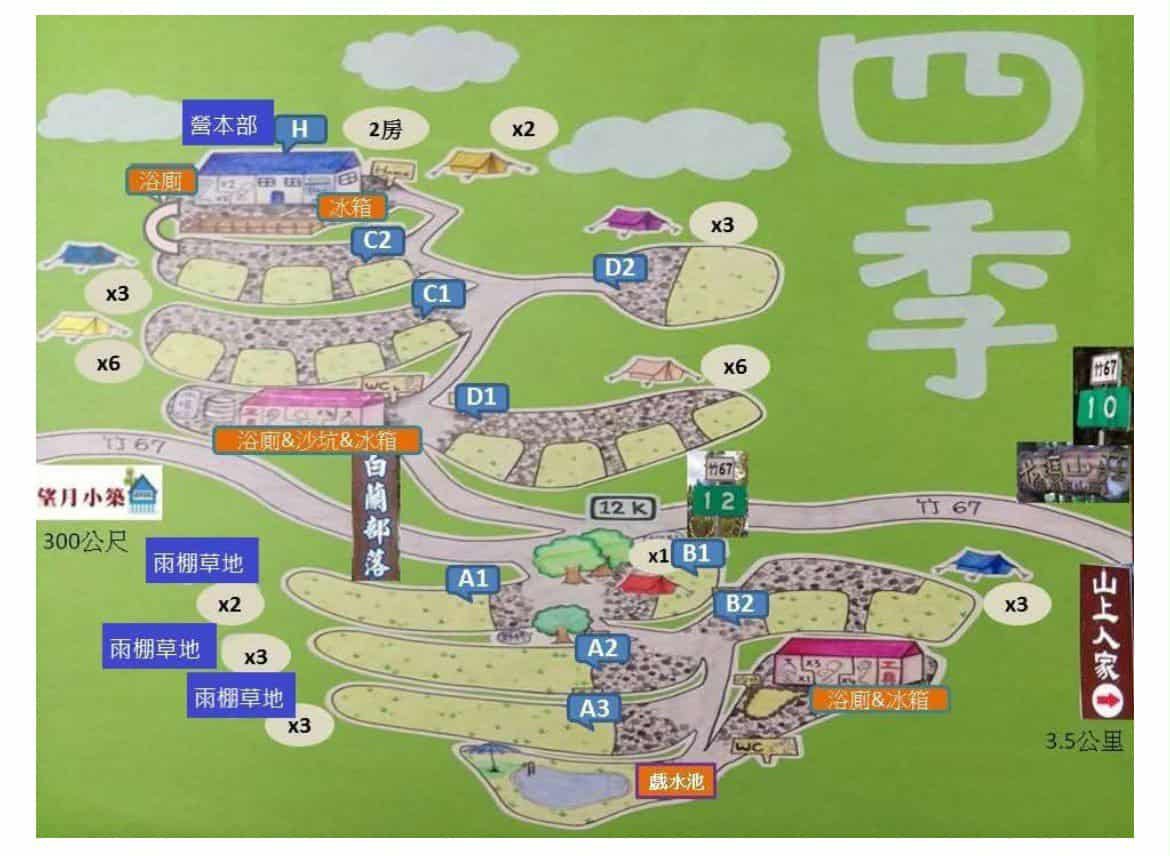 四季
營本部
H
2房
x2
Home
浴廁
冰箱
C2
x3
D2
x3
C1
x6
x6
WC
D1
浴廁&沙坑&冰箱
竹67
10
竹 67
白蘭部落
望月小築
300公尺
竹67
12
12 K
竹 67
雨棚草地
x2
A1
x1
B1
B2
x3
山上人家
3.5公里
雨棚草地
x3
A2
雨棚草地
x3
A3
工具
浴廁&冰箱
WC
戲水池